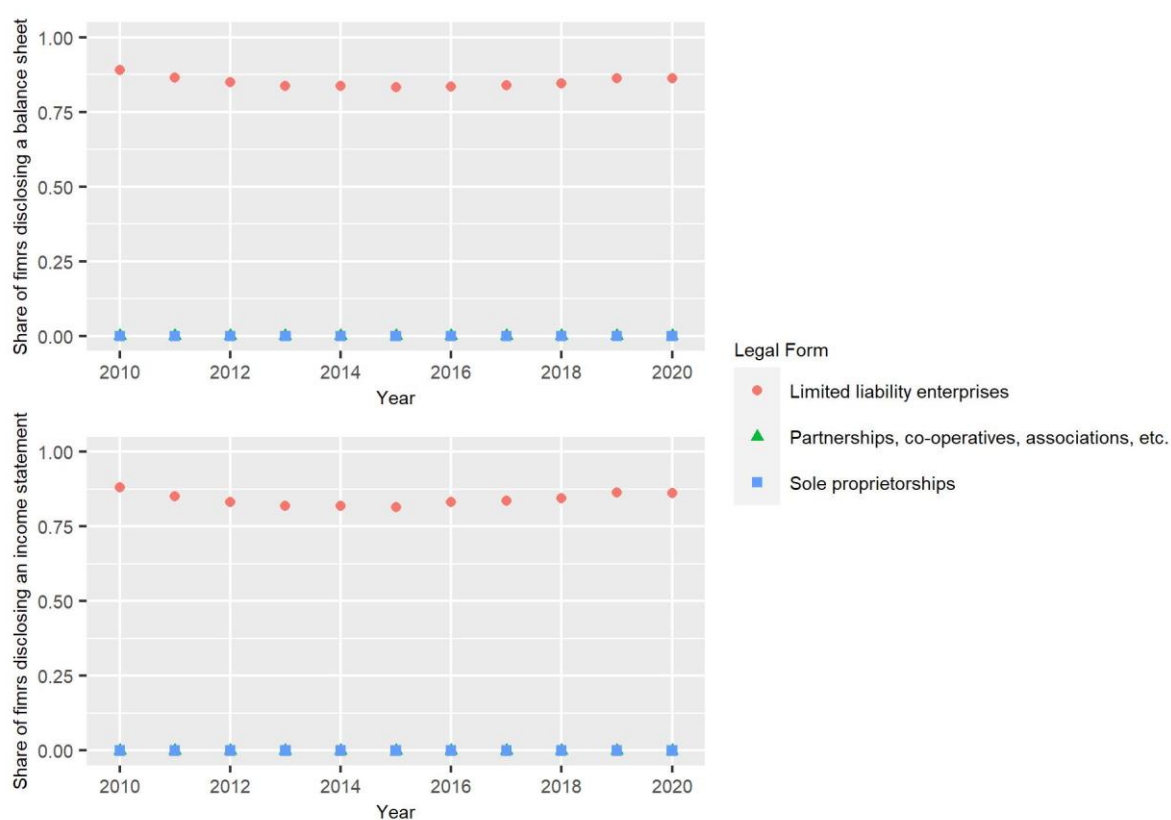 Share of fimrs disclosing a balance sheet
1.00
0.75
0.50
0.25
0.00
2010 2012 2014 2016 2018 2020
Year
Share of fimrs disclosing an income statement
1.00
0.75
0.50
0.25
0.00
2010 2012 2014 2016 2018 2020
Year
Legal Form
Limited liability enterprises
Partnerships, co-operatives, associations, etc.
Sole proprietorships